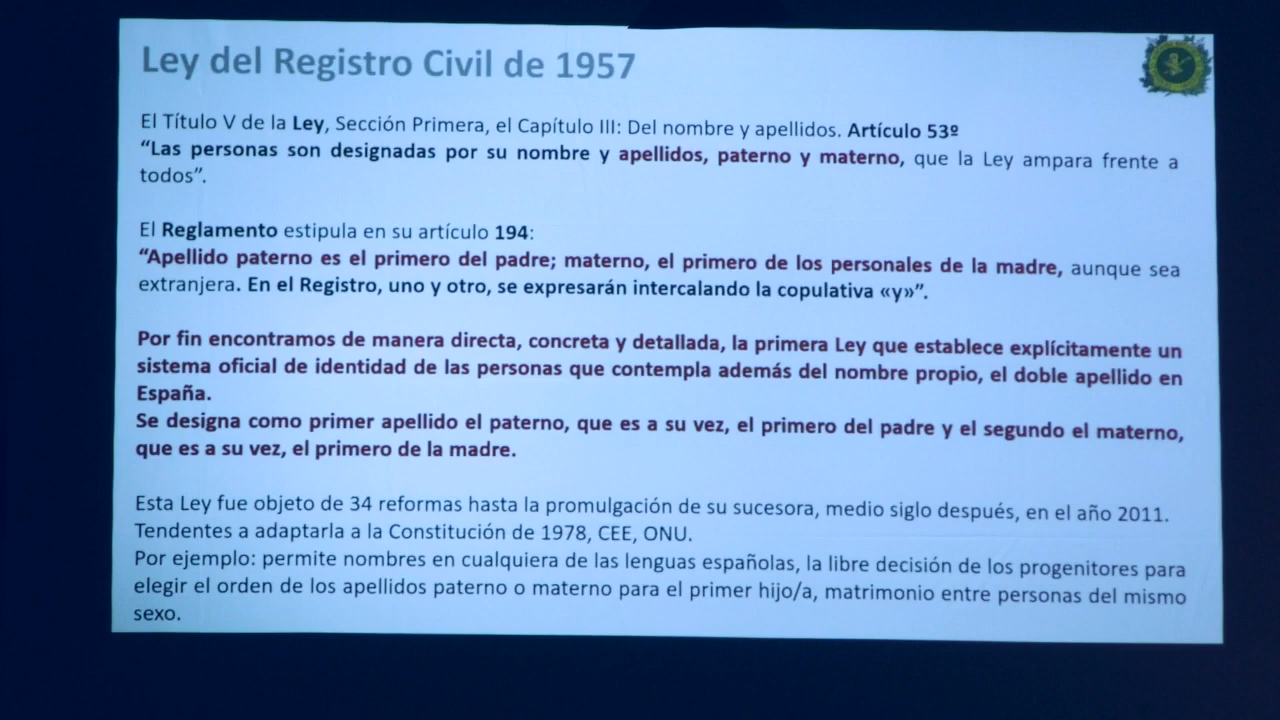 Ley del Registro Civil de 1957
El Título V de la Ley, Sección Primera, el Capítulo III: Del nombre y apellidos. Artículo 53º
“Las personas son designadas por su nombre y apellidos, paterno y materno, que la Ley ampara frente a
todos”.
El Reglamento estipula en su artículo 194:
“Apellido paterno es el primero del padre; materno, el primero de los personales de la madre, aunque sea
extranjera. En el Registro, uno y otro, se expresarán intercalando la copulativa «y»”.
Por fin encontramos de manera directa, concreta y detallada, la primera Ley que establece explícitamente un
sistema oficial de identidad de las personas que contempla además del nombre propio, el doble apellido en
España.
Se designa como primer apellido el paterno, que es a su vez, el primero del padre y el segundo el materno,
que es a su vez, el primero de la madre.
Esta Ley fue objeto de 34 reformas hasta la promulgación de su sucesora, medio siglo después, en el año 2011.
Tendentes a adaptarla a la Constitución de 1978, CEE, ONU.
Por ejemplo: permite nombres en cualquiera de las lenguas españolas, la libre decisión de los progenitores para
elegir el orden de los apellidos paterno o materno para el primer hijo/a, matrimonio entre personas del mismo
sexo.